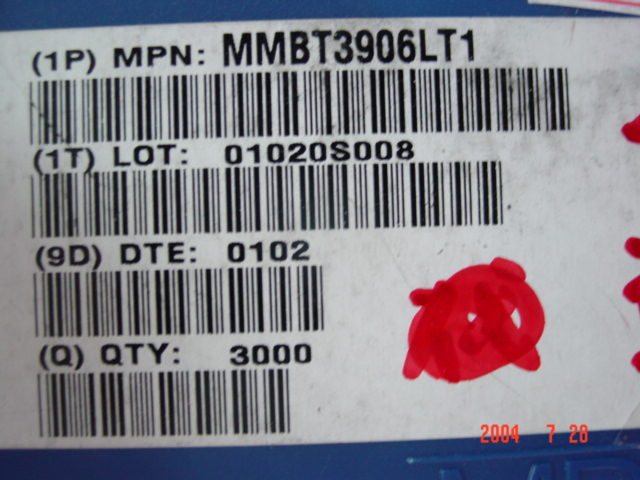 (1P) MPN: MMBT3906LT1
(1T) LOT: 01020S008
(9D) DTE: 0102
(Q) QTY: 3000
2004 7 28